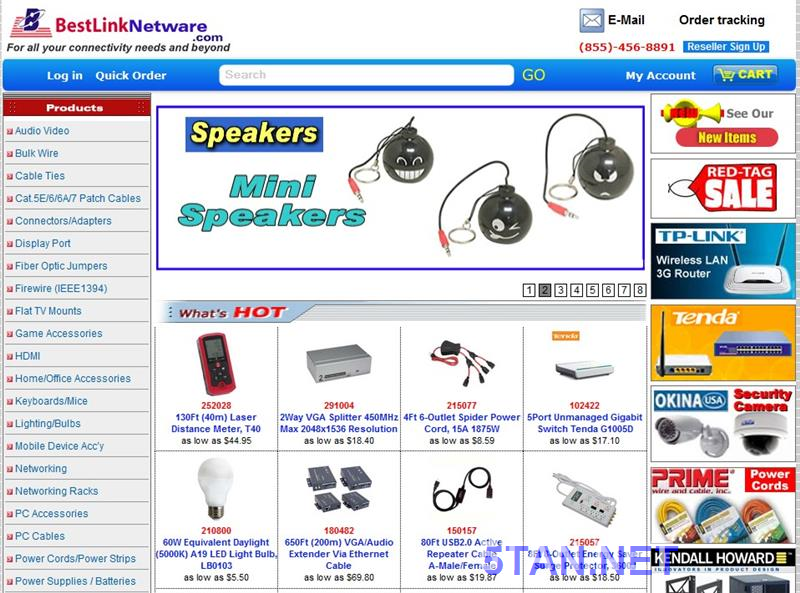 BestLinkNetware
.com
For all your connectivity needs and beyond
E-Mail
Order tracking
(855)-456-8891
Reseller Sign Up
Log in
Quick Order
Search
GO
My Account
CART
Products
Audio Video
Bulk Wire
Cable Ties
Cat.5E/6/6A/7 Patch Cables
Connectors/Adapters
Display Port
Fiber Optic Jumpers
Firewire (IEEE1394)
Flat TV Mounts
Game Accessories
HDMI
Home/Office Accessories
Keyboards/Mice
Lighting/Bulbs
Mobile Device Acc'y
Networking
Networking Racks
PC Accessories
PC Cables
Power Cords/Power Strips
Power Supplies / Batteries
Speakers
Mini
Speakers
1 2 3 4 5 6 7 8
What's HOT
252028
130Ft (40m) Laser
Distance Meter, T40
as low as $44.95
291004
2Way VGA Splitter 450MHz
Max 2048x1536 Resolution
as low as $18.40
215077
4Ft 6-Outlet Spider Power
Cord, 15A 1875W
as low as $8.59
Tenda
102422
5Port Unmanaged Gigabit
Switch Tenda G1005D
as low as $17.10
210800
60W Equivalent Daylight
(5000K) A19 LED Light Bulb,
LB0103
as low as $5.50
180482
650Ft (200m) VGA/Audio
Extender Via Ethernet
Cable
as low as $69.80
150157
80Ft USB2.0 Active
Repeater Cable
A-Male/Female
as low as $19.87
215057
8Ft 8-Outlet Energy Saver
Surge Protector,
as low as $18.50
See Our
New Items
RED-TAG
SALE
TP-LINK
Wireless LAN
3G Router
Tenda
OKINA USA
Security
Camera
PRIME
wire and cable, inc.
Power
Cords
KENDALL HOWARD
INNOVATORS IN PRODUCT DESIGN
5TAN.NET